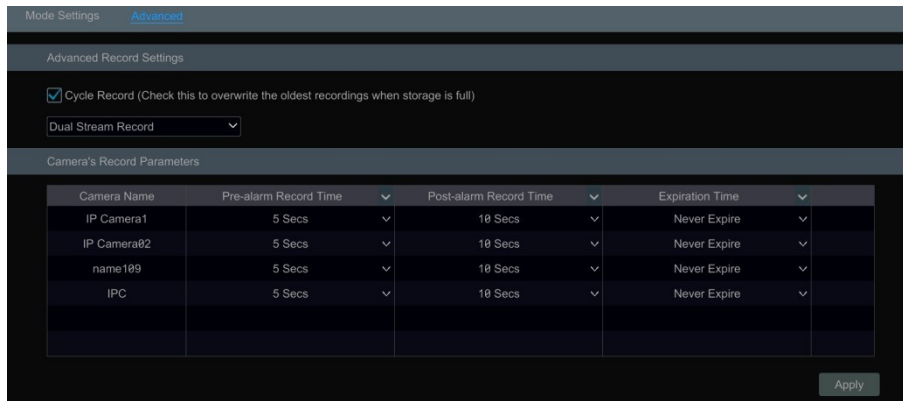 Mode Settings Advanced
Advanced Record Settings
Cycle Record (Check this to overwrite the oldest recordings when storage is full)
Dual Stream Record
Camera's Record Parameters
Camera Name Pre-alarm Record Time Post-alarm Record Time Expiration Time
IP Camera1 5 Secs 10 Secs Never Expire
IP Camera02 5 Secs 10 Secs Never Expire
name109 5 Secs 10 Secs Never Expire
IPC 5 Secs 10 Secs Never Expire
Apply